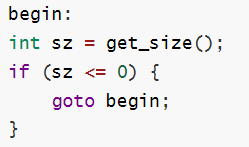 begin:
int sz = get_size();
if (sz <= 0) {
    goto begin;
}